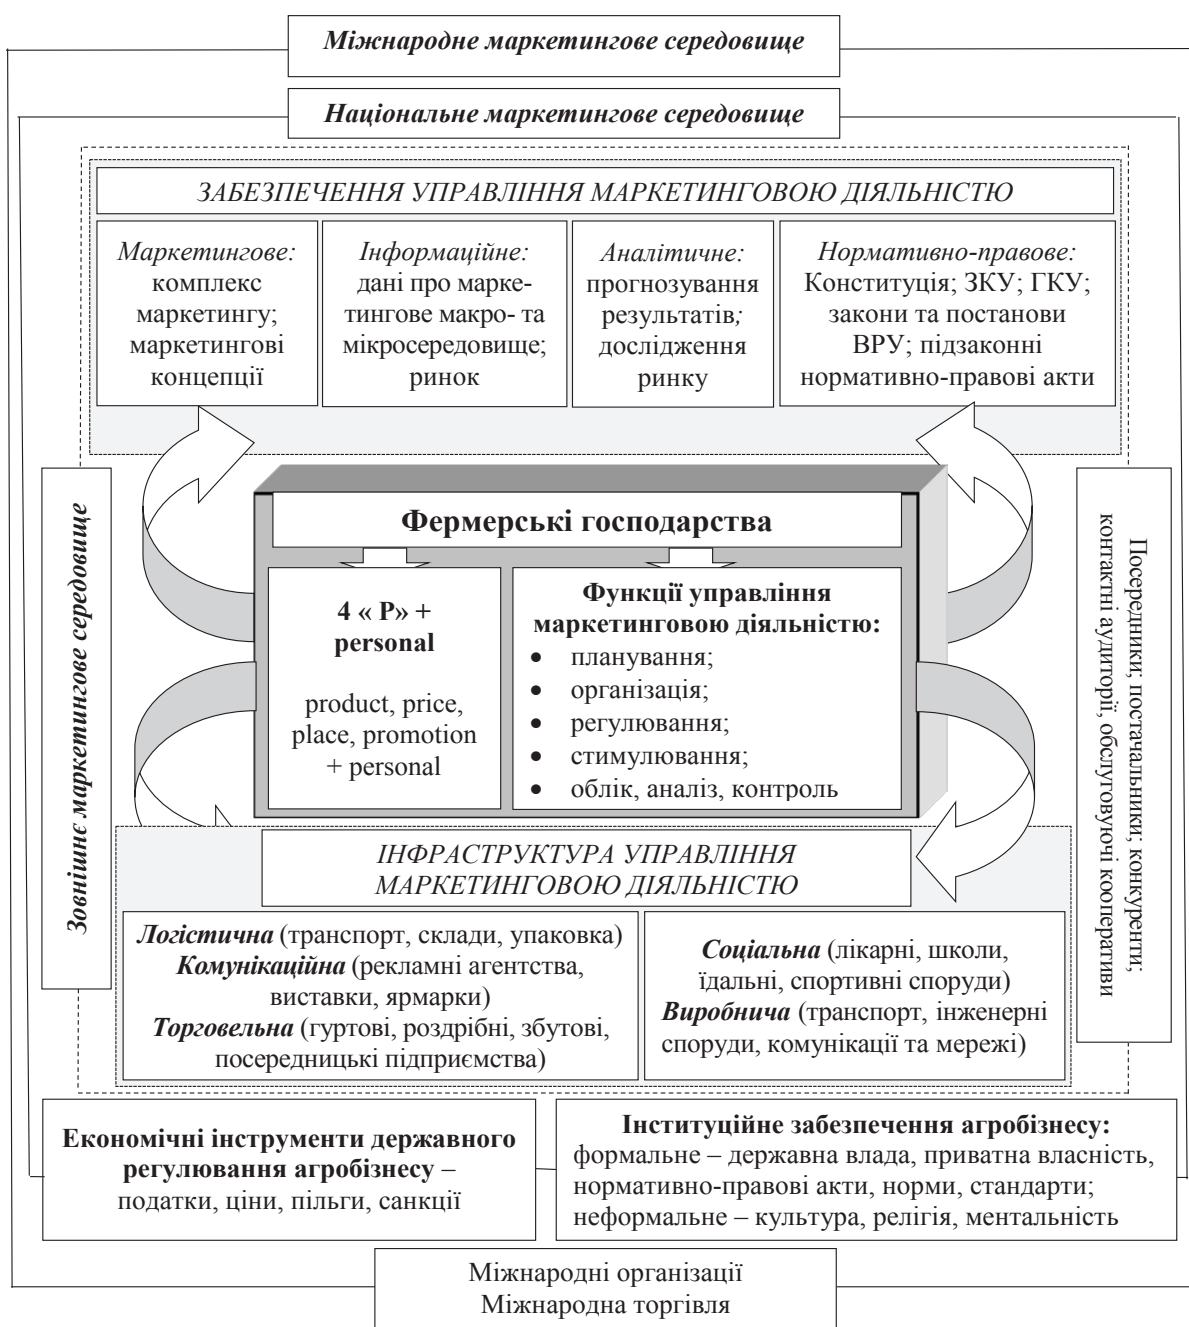 Міжнародне маркетингове середовище
Національне маркетингове середовище
ЗАБЕЗПЕЧЕННЯ УПРАВЛІННЯ МАРКЕТИНГОВОЮ ДІЯЛЬНІСТЮ
Маркетингове:
комплекс
маркетингу;
маркетингові
концепції
Інформаційне:
дані про марке-
тингове макро- та
мікросередовище;
ринок
Аналітичне:
прогнозування
результатів;
дослідження
ринку
Нормативно-правове:
Конституція; ЗКУ; ГКУ;
закони та постанови
ВРУ; підзаконні
нормативно-правові акти
Зовнішнє маркетингове середовище
Фермерські господарства
4 « Р» +
personal
product, price,
place, promotion
+ personal
Функції управління
маркетинговою діяльністю:
• планування;
• організація;
• регулювання;
• стимулювання;
• облік, аналіз, контроль
Посередники; постачальники; конкуренти;
контактні аудиторії, обслуговуючі кооперативи
ІНФРАСТРУКТУРА УПРАВЛІННЯ
МАРКЕТИНГОВОЮ ДІЯЛЬНІСТЮ
Логістична (транспорт, склади, упаковка)
Комунікаційна (рекламні агентства,
виставки, ярмарки)
Торговельна (гуртові, роздрібні, збутові,
посередницькі підприємства)
Соціальна (лікарні, школи,
їдальні, спортивні споруди)
Виробнича (транспорт, інженерні
споруди, комунікації та мережі)
Економічні інструменти державного
регулювання агробізнесу –
податки, ціни, пільги, санкції
Інституційне забезпечення агробізнесу:
формальне – державна влада, приватна власність,
нормативно-правові акти, норми, стандарти;
неформальне – культура, релігія, ментальність
Міжнародні організації
Міжнародна торгівля